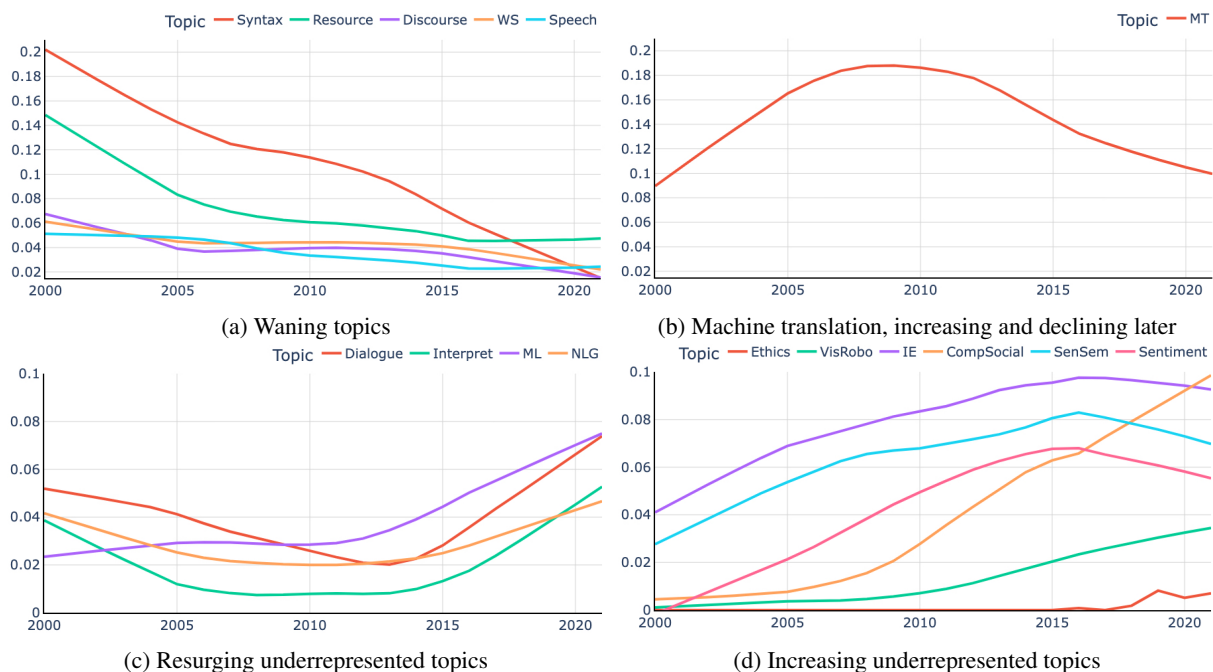 Topic Syntax Resource Discourse WS Speech
0.2
0.18
0.16
0.14
0.12
0.1
0.08
0.06
0.04
0.02
2000 2005 2010 2015 2020
(a) Waning topics
Topic MT
0.2
0.18
0.16
0.14
0.12
0.1
0.08
0.06
0.04
0.02
2000 2005 2010 2015 2020
(b) Machine translation, increasing and declining later
Topic Dialogue Interpret ML NLG
0.1
0.08
0.06
0.04
0.02
0
2000 2005 2010 2015 2020
(c) Resurging underrepresented topics
Topic Ethics VisRobo IE CompSocial SenSem Sentiment
0.1
0.08
0.06
0.04
0.02
0
2000 2005 2010 2015 2020
(d) Increasing underrepresented topics